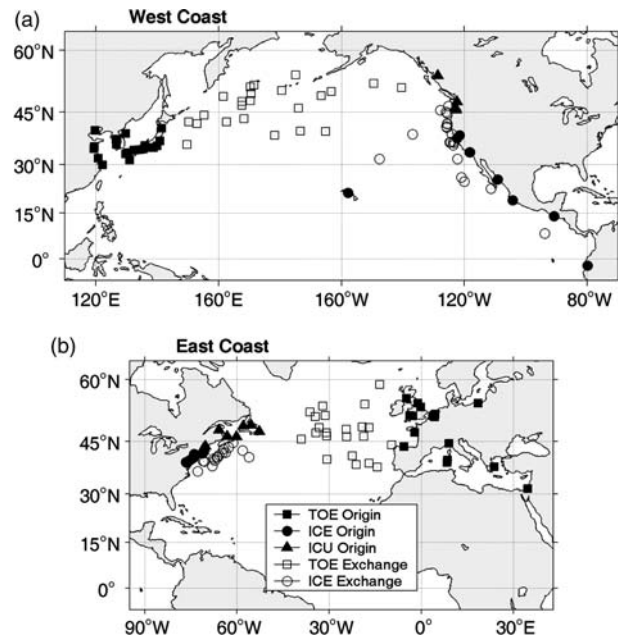 (a)
West Coast
60°N
45°N
30°N
15°N
0°
120°E
160°E
160°W
120°W
80°W
(b)
East Coast
60°N
45°N
30°N
15°N
0°
TOE Origin
ICE Origin
ICU Origin
TOE Exchange
ICE Exchange
90°W
60°W
30°W
0°
30°E